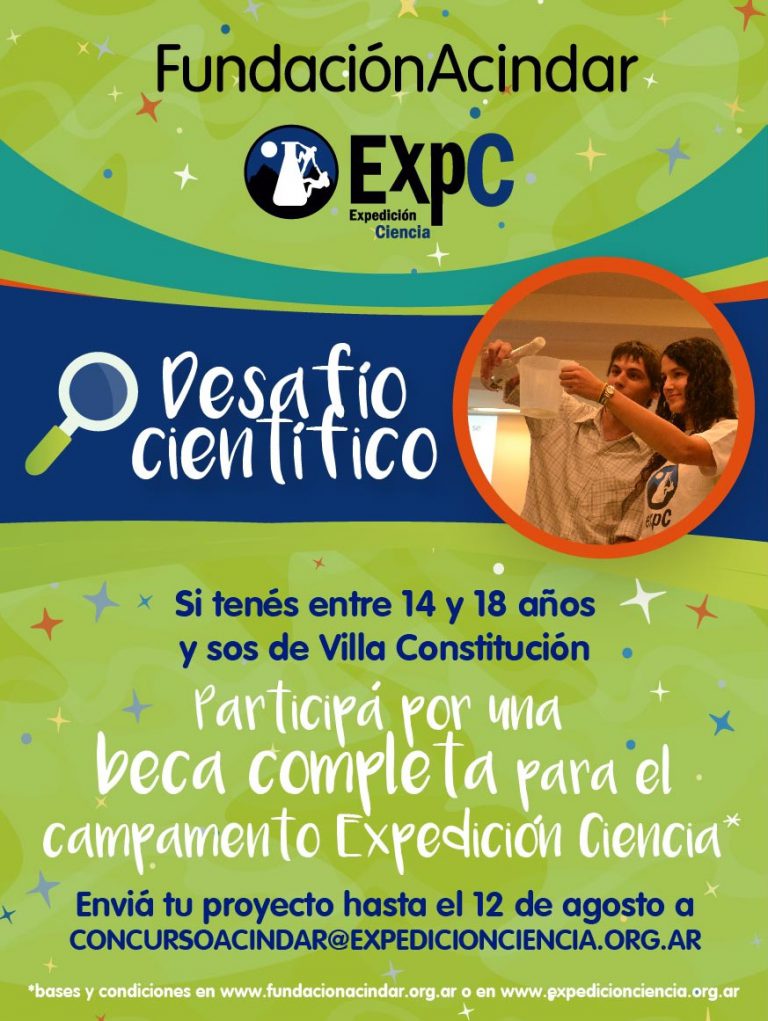 FundaciónAcindar
ExpC
Expedición
Ciencia
Desafío
científico
se
expC
Si tenés entre 14 y 18 años
y sos de Villa Constitución
Participá por una
beca completa para el
campamento Expedición Ciencia*
Enviá tu proyecto hasta el 12 de agosto a
CONCURSOACINDAR@EXPEDICIONCIENCIA.ORG.AR
*bases y condiciones en www.fundacionacindar.org.ar o en www.expedicionciencia.org.ar